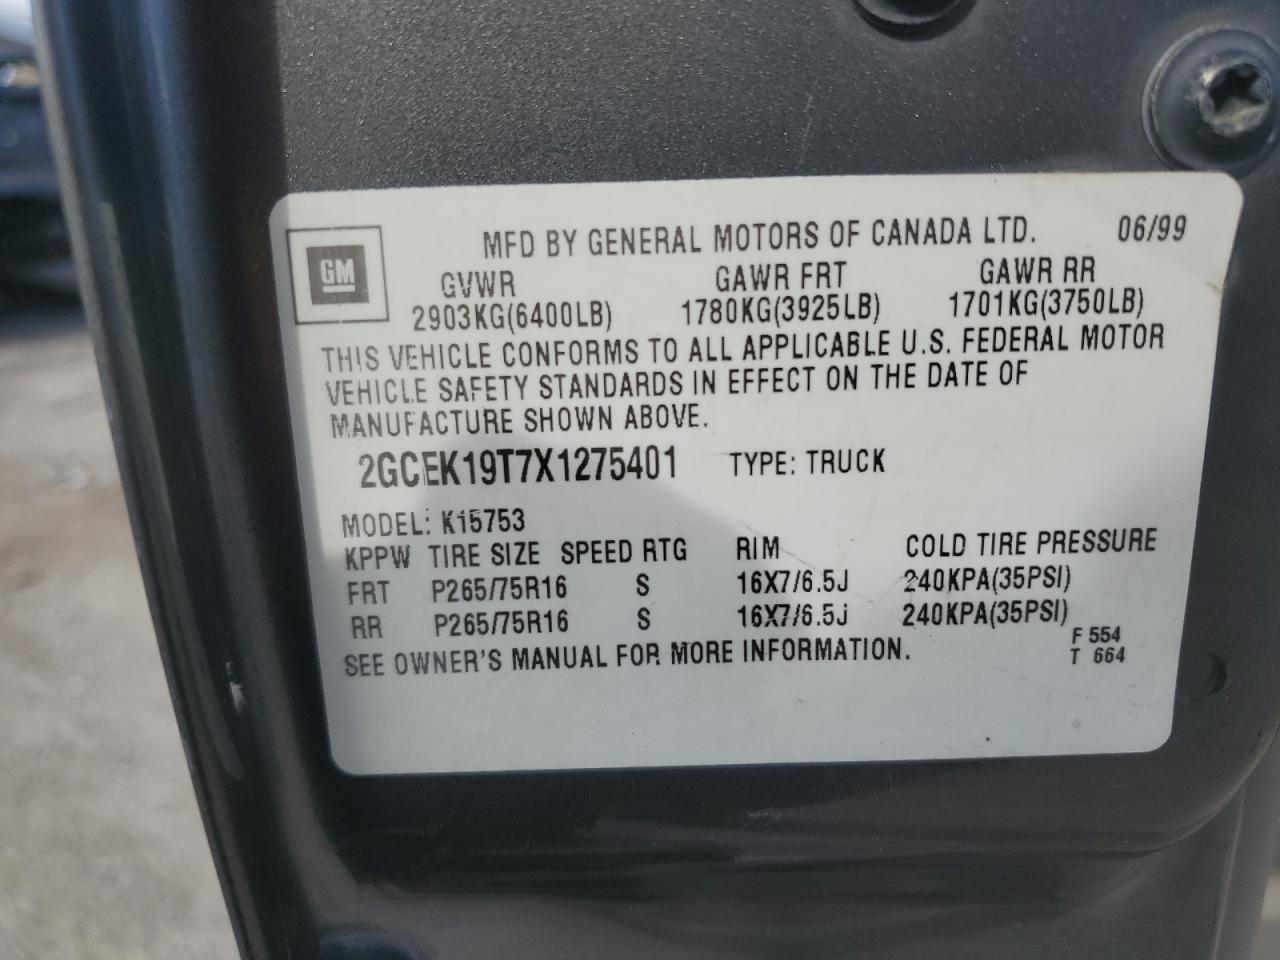 GM
MFD BY GENERAL MOTORS OF CANADA LTD. 06/99
GVWR GAWR FRT GAWR RR
2903KG(6400LB) 1780KG(3925LB) 1701KG(3750LB)
THIS VEHICLE CONFORMS TO ALL APPLICABLE U.S. FEDERAL MOTOR
VEHICLE SAFETY STANDARDS IN EFFECT ON THE DATE OF
MANUFACTURE SHOWN ABOVE.
2GCEK19T7X1275401 TYPE: TRUCK
MODEL: K15753
KPPW TIRE SIZE SPEED RTG RIM COLD TIRE PRESSURE
FRT P265/75R16 S 16X7/6.5J 240KPA(35PSI)
RR P265/75R16 S 16X7/6.5J 240KPA(35PSI)
SEE OWNER'S MANUAL FOR MORE INFORMATION.
F 554
T 664